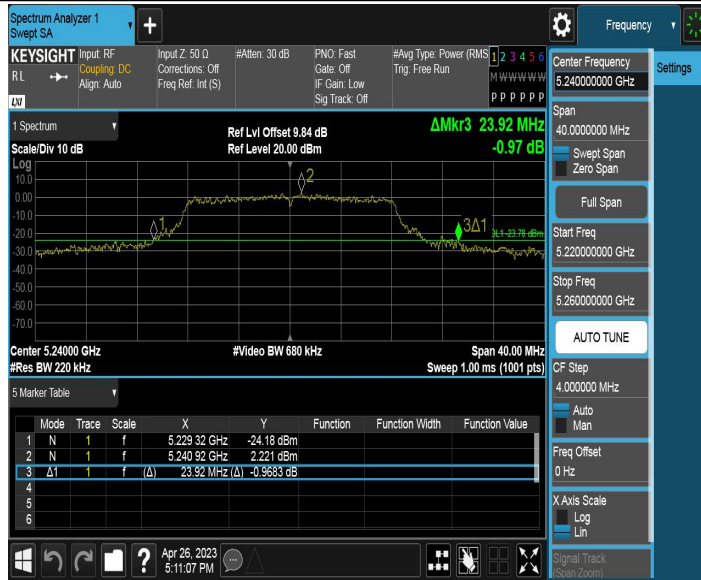 Spectrum Analyzer 1
Swept SA
+
Frequency
KEYSIGHT
Input: RF
Coupling: DC
Align: Auto
Input Z: 50 Ω
Corrections: Off
Freq Ref: Int (S)
#Atten: 30 dB
PNO: Fast
Gate: Off
IF Gain: Low
Sig Track: Off
#Avg Type: Power (RMS
Trig: Free Run
1 2 3 4 5 6
M W W W W W
P P P P P P
RL
LXI
Center Frequency
5.240000000 GHz
Settings
Span
40.0000000 MHz
Swept Span
Zero Span
Full Span
Start Freq
5.220000000 GHz
Stop Freq
5.260000000 GHz
AUTO TUNE
CF Step
4.000000 MHz
Auto
Man
Freq Offset
0 Hz
X Axis Scale
Log
Lin
Signal Track
(Span Zoom)
1 Spectrum
Scale/Div 10 dB
Ref Lvl Offset 9.84 dB
Ref Level 20.00 dBm
ΔMkr3 23.92 MHz
-0.97 dB
Log
10.0
0.00
-10.0
-20.0
-30.0
-40.0
-50.0
-60.0
-70.0
1
2
3Δ1
DL1 -23.78 dBm
Center 5.24000 GHz
#Res BW 220 kHz
#Video BW 680 kHz
Span 40.00 MHz
Sweep 1.00 ms (1001 pts)
5 Marker Table
Mode Trace Scale X Y Function Function Width Function Value
1 N 1 f 5.229 32 GHz -24.18 dBm
2 N 1 f 5.240 92 GHz 2.221 dBm
3 Δ1 1 f (Δ) 23.92 MHz (Δ) -0.9683 dB
4
5
6
?
Apr 26, 2023
5:11:07 PM